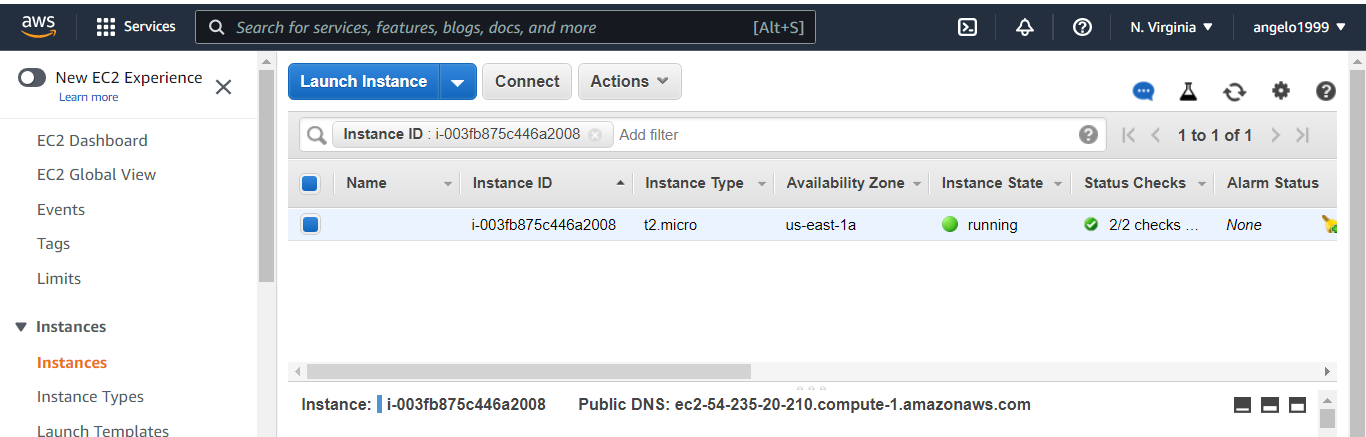 aws Services Search for services, features, blogs, docs, and more [Alt+S] N. Virginia ▼ angelo1999 ▼
New EC2 Experience
Learn more
EC2 Dashboard
EC2 Global View
Events
Tags
Limits
Instances
Instances
Instance Types
Launch Templates
Launch Instance Connect Actions
Instance ID : i-003fb875c446a2008 Add filter 1 to 1 of 1
Name Instance ID Instance Type Availability Zone Instance State Status Checks Alarm Status
i-003fb875c446a2008 t2.micro us-east-1a running 2/2 checks ... None
Instance: i-003fb875c446a2008 Public DNS: ec2-54-235-20-210.compute-1.amazonaws.com